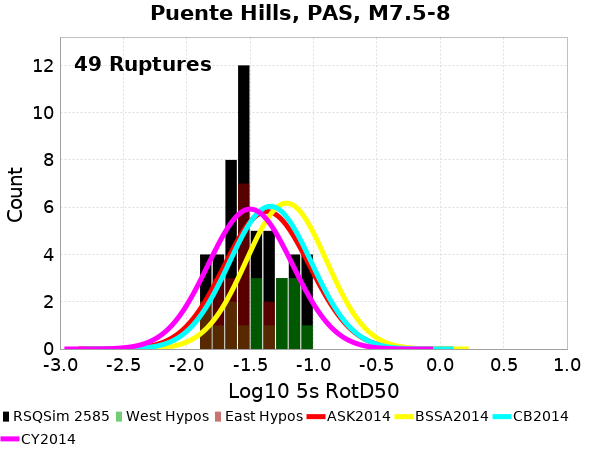 Puente Hills, PAS, M7.5-8
49 Ruptures
Count
12
10
8
6
4
2
0
-3.0 -2.5 -2.0 -1.5 -1.0 -0.5 0.0 0.5 1.0
Log10 5s RotD50
RSQSim 2585 West Hypos East Hypos ASK2014 BSSA2014 CB2014
CY2014